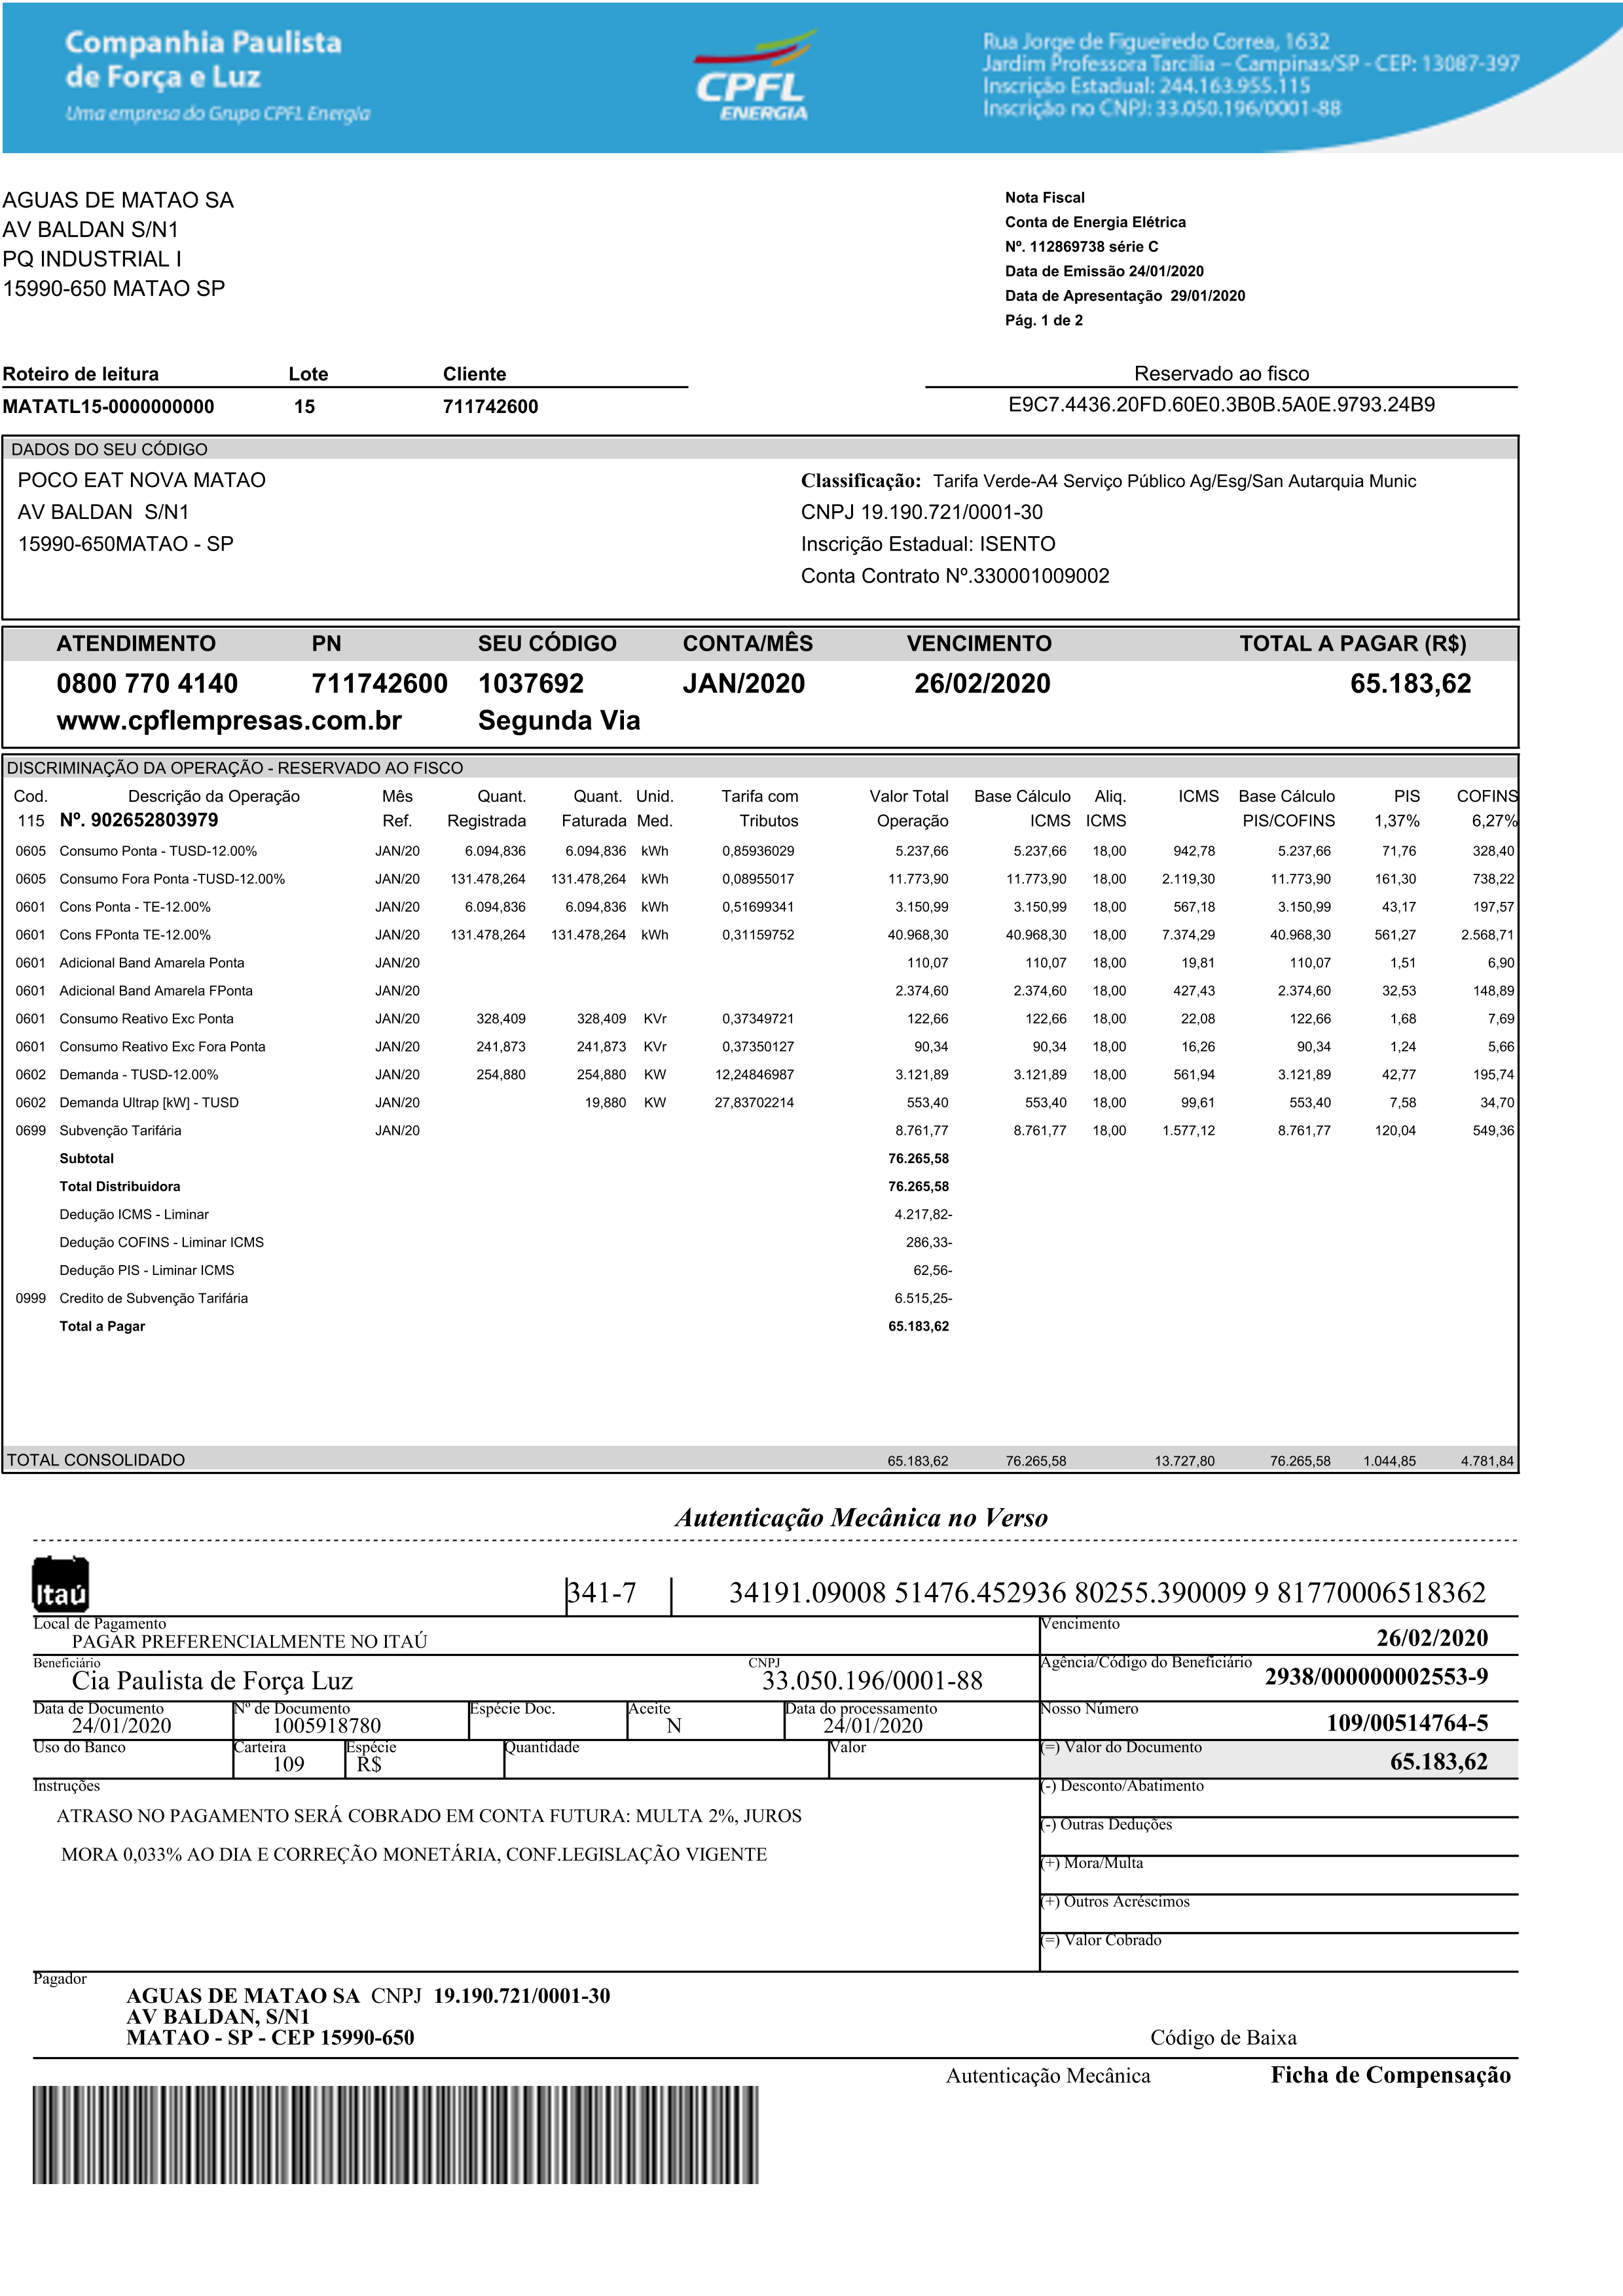 Companhia Paulista
de Força e Luz
Uma empresa do Grupo CPFL Energia
CPFL
ENERGIA
Rua Jorge de Figueiredo Correa, 1632
Jardim Professora Tarcília – Campinas/SP - CEP: 13087-397
Inscrição Estadual: 244.163.955.115
Inscrição no CNPJ: 33.050.196/0001-88
AGUAS DE MATAO SA
AV BALDAN S/N1
PQ INDUSTRIAL I
15990-650 MATAO SP
Nota Fiscal
Conta de Energia Elétrica
Nº. 112869738 série C
Data de Emissão 24/01/2020
Data de Apresentação 29/01/2020
Pág. 1 de 2
Roteiro de leitura Lote Cliente
MATATL15-0000000000 15 711742600
Reservado ao fisco
E9C7.4436.20FD.60E0.3B0B.5A0E.9793.24B9
DADOS DO SEU CÓDIGO
POCO EAT NOVA MATAO
AV BALDAN S/N1
15990-650MATAO - SP
Classificação: Tarifa Verde-A4 Serviço Público Ag/Esg/San Autarquia Munic
CNPJ 19.190.721/0001-30
Inscrição Estadual: ISENTO
Conta Contrato Nº.330001009002
ATENDIMENTO PN SEU CÓDIGO CONTA/MÊS VENCIMENTO TOTAL A PAGAR (R$)
0800 770 4140 711742600 1037692 JAN/2020 26/02/2020 65.183,62
www.cpflempresas.com.br Segunda Via
DISCRIMINAÇÃO DA OPERAÇÃO - RESERVADO AO FISCO
Cod. Descrição da Operação Mês Quant. Quant. Unid. Tarifa com Valor Total Base Cálculo Aliq. ICMS Base Cálculo PIS COFINS
115 Nº. 902652803979 Ref. Registrada Faturada Med. Tributos Operação ICMS ICMS PIS/COFINS 1,37% 6,27%
0605 Consumo Ponta - TUSD-12.00% JAN/20 6.094,836 6.094,836 kWh 0,85936029 5.237,66 5.237,66 18,00 942,78 5.237,66 71,76 328,40
0605 Consumo Fora Ponta -TUSD-12.00% JAN/20 131.478,264 131.478,264 kWh 0,08955017 11.773,90 11.773,90 18,00 2.119,30 11.773,90 161,30 738,22
0601 Cons Ponta - TE-12.00% JAN/20 6.094,836 6.094,836 kWh 0,51699341 3.150,99 3.150,99 18,00 567,18 3.150,99 43,17 197,57
0601 Cons FPonta TE-12.00% JAN/20 131.478,264 131.478,264 kWh 0,31159752 40.968,30 40.968,30 18,00 7.374,29 40.968,30 561,27 2.568,71
0601 Adicional Band Amarela Ponta JAN/20 110,07 110,07 18,00 19,81 110,07 1,51 6,90
0601 Adicional Band Amarela FPonta JAN/20 2.374,60 2.374,60 18,00 427,43 2.374,60 32,53 148,89
0601 Consumo Reativo Exc Ponta JAN/20 328,409 328,409 KVr 0,37349721 122,66 122,66 18,00 22,08 122,66 1,68 7,69
0601 Consumo Reativo Exc Fora Ponta JAN/20 241,873 241,873 KVr 0,37350127 90,34 90,34 18,00 16,26 90,34 1,24 5,66
0602 Demanda - TUSD-12.00% JAN/20 254,880 254,880 KW 12,24846987 3.121,89 3.121,89 18,00 561,94 3.121,89 42,77 195,74
0602 Demanda Ultrap [kW] - TUSD JAN/20 19,880 KW 27,83702214 553,40 553,40 18,00 99,61 553,40 7,58 34,70
0699 Subvenção Tarifária JAN/20 8.761,77 8.761,77 18,00 1.577,12 8.761,77 120,04 549,36
Subtotal 76.265,58
Total Distribuidora 76.265,58
Dedução ICMS - Liminar 4.217,82-
Dedução COFINS - Liminar ICMS 286,33-
Dedução PIS - Liminar ICMS 62,56-
0999 Credito de Subvenção Tarifária 6.515,25-
Total a Pagar 65.183,62
TOTAL CONSOLIDADO 65.183,62 76.265,58 13.727,80 76.265,58 1.044,85 4.781,84
Autenticação Mecânica no Verso
Itaú 341-7 34191.09008 51476.452936 80255.390009 9 81770006518362
Local de Pagamento Vencimento
PAGAR PREFERENCIALMENTE NO ITAÚ 26/02/2020
Beneficiário CNPJ Agência/Código do Beneficiário
Cia Paulista de Força Luz 33.050.196/0001-88 2938/000000002553-9
Data de Documento Nº de Documento Espécie Doc. Aceite Data do processamento Nosso Número
24/01/2020 1005918780 N 24/01/2020 109/00514764-5
Uso do Banco Carteira Espécie Quantidade Valor (=) Valor do Documento
109 R$ 65.183,62
Instruções (-) Desconto/Abatimento
ATRASO NO PAGAMENTO SERÁ COBRADO EM CONTA FUTURA: MULTA 2%, JUROS
(-) Outras Deduções
MORA 0,033% AO DIA E CORREÇÃO MONETÁRIA, CONF.LEGISLAÇÃO VIGENTE
(+) Mora/Multa
(+) Outros Acréscimos
(=) Valor Cobrado
Pagador
AGUAS DE MATAO SA CNPJ 19.190.721/0001-30
AV BALDAN, S/N1
MATAO - SP - CEP 15990-650 Código de Baixa
Autenticação Mecânica Ficha de Compensação